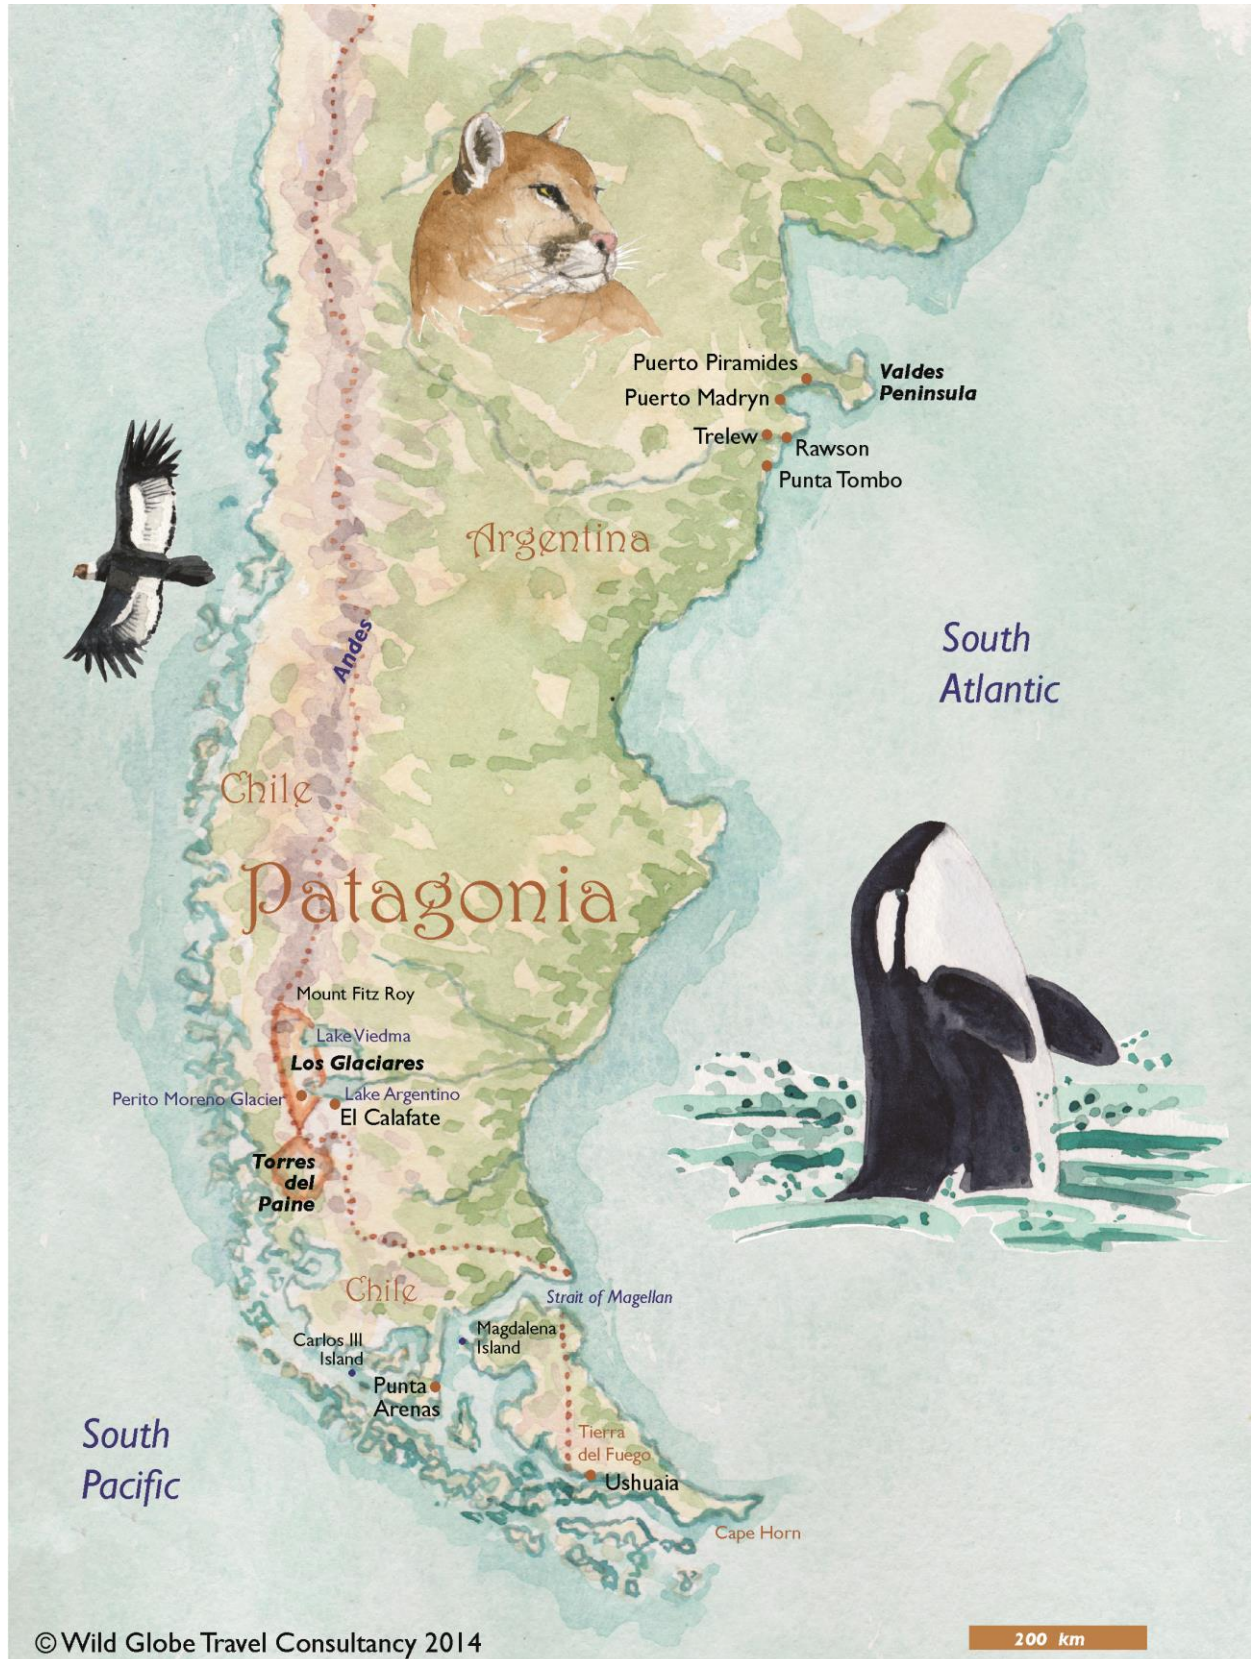 Puerto Piramides
Valdes
Peninsula
Puerto Madryn
Trelew
Rawson
Punta Tombo
Argentina
Andes
South
Atlantic
Chile
Patagonia
Mount Fitz Roy
Lake Viedma
Los Glaciares
Perito Moreno Glacier
Lake Argentino
El Calafate
Torres
del
Paine
Chile
Strait of Magellan
Magdalena
Island
Carlos III
Island
Punta
Arenas
South
Pacific
Tierra
del Fuego
Ushuaia
Cape Horn
© Wild Globe Travel Consultancy 2014
200 km